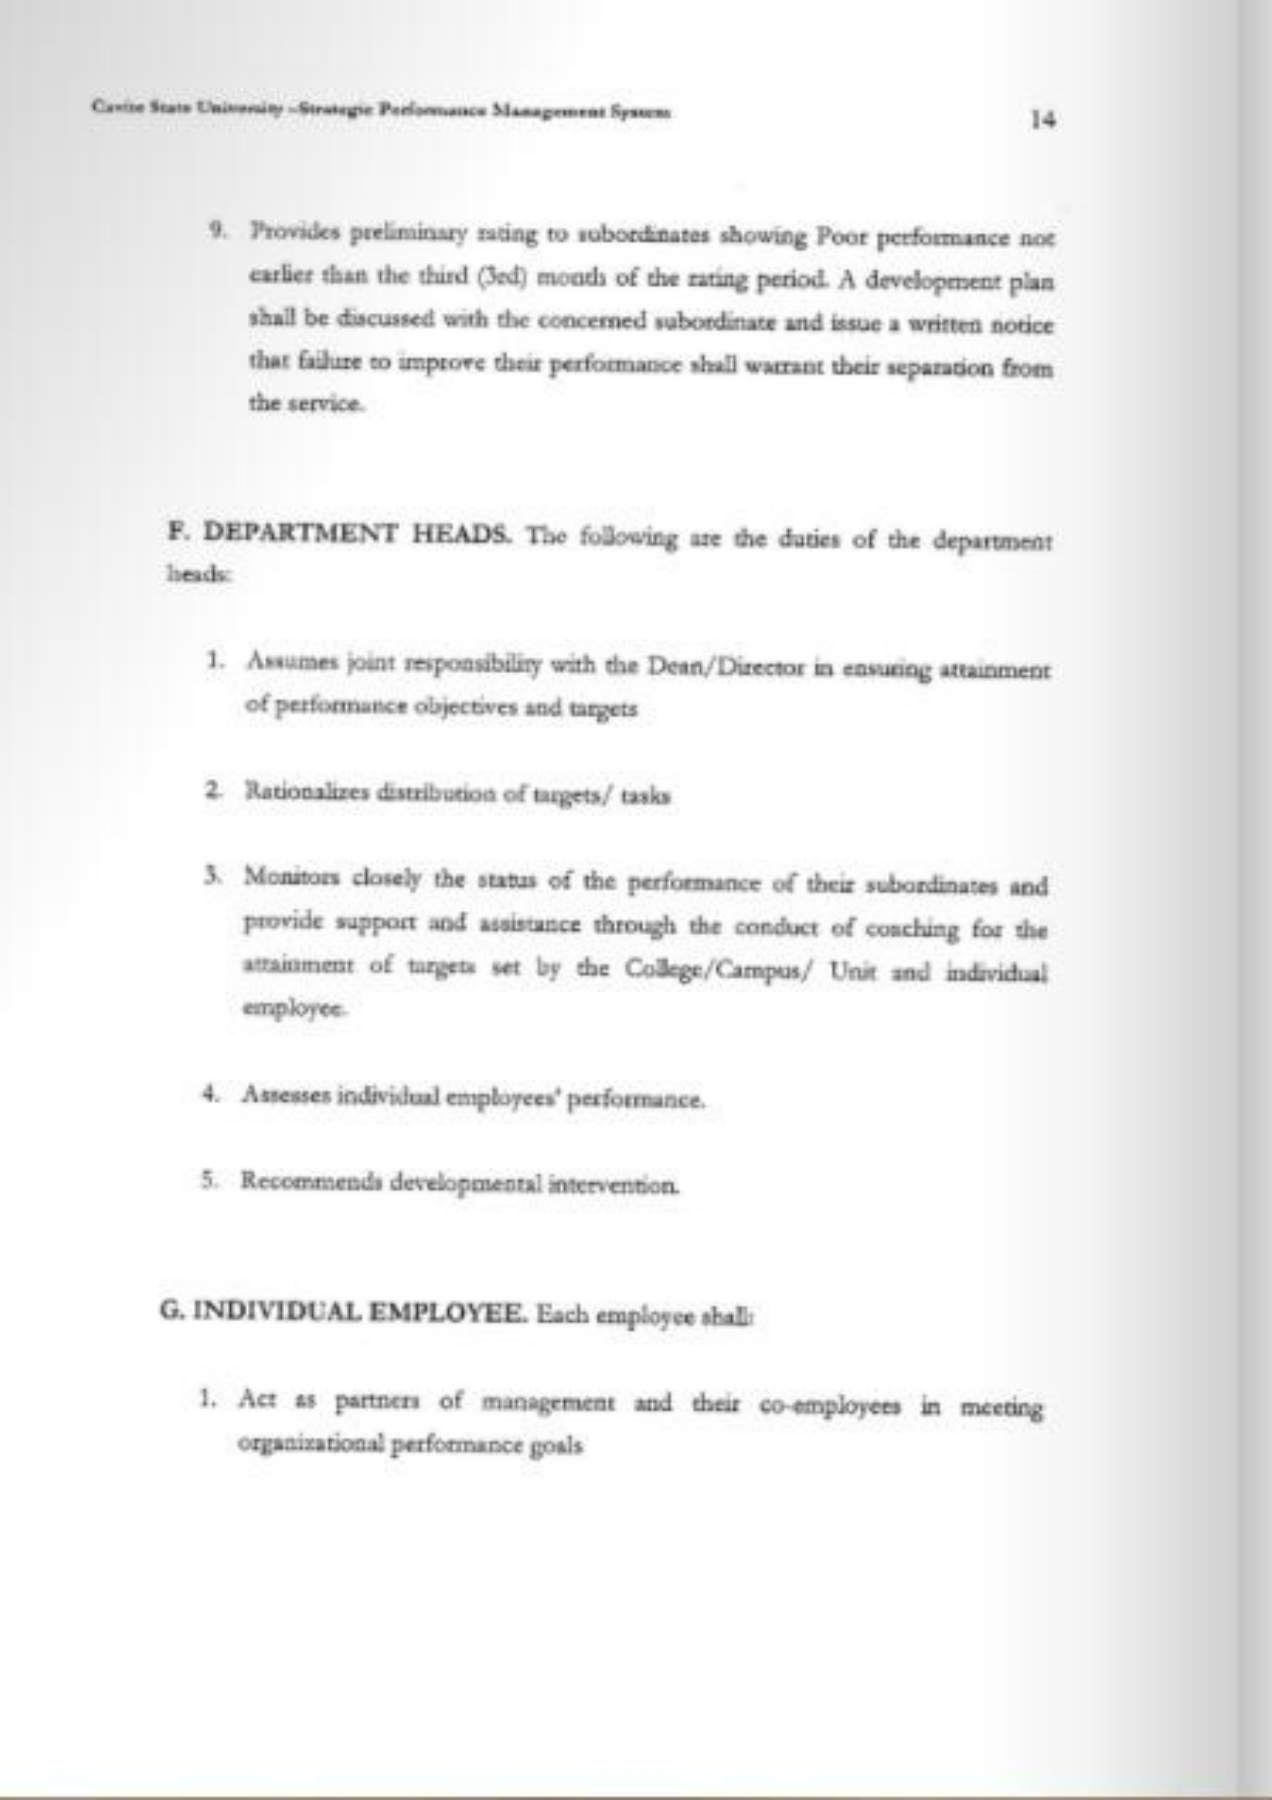 Cavite State University –Strategic Performance Management System
14
9. Provides preliminary rating to subordinates showing Poor performance not
earlier than the third (3rd) month of the rating period. A development plan
shall be discussed with the concerned subordinate and issue a written notice
that failure to improve their performance shall warrant their separation from
the service.
F. DEPARTMENT HEADS. The following are the duties of the department
heads:
1. Assumes joint responsibility with the Dean/Director in ensuring attainment
of performance objectives and targets
2. Rationalizes distribution of targets/ tasks
3. Monitors closely the status of the performance of their subordinates and
provide support and assistance through the conduct of coaching for the
attainment of targets set by the College/Campus/ Unit and individual
employee.
4. Assesses individual employees' performance.
5. Recommends developmental intervention.
G. INDIVIDUAL EMPLOYEE. Each employee shall:
1. Act as partners of management and their co-employees in meeting
organizational performance goals